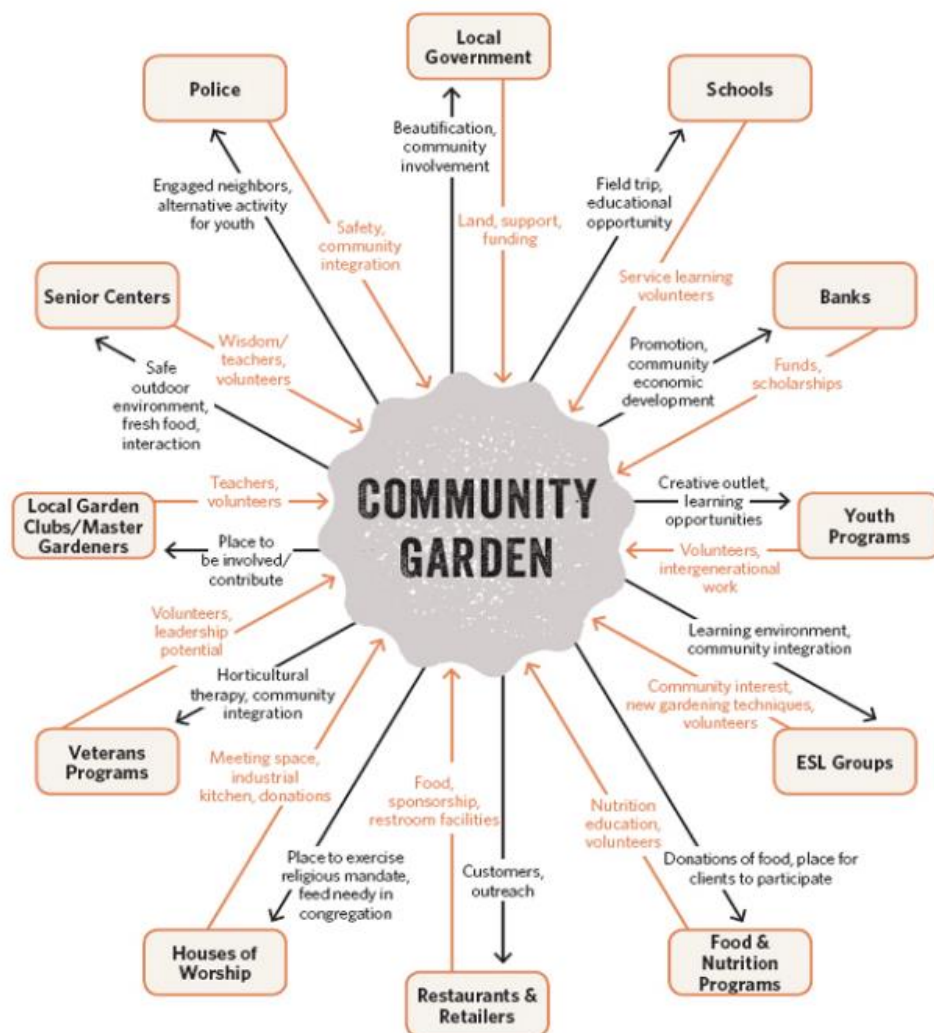 Local
Government
Police
Schools
Beautification,
community
involvement
Engaged neighbors,
alternative activity
for youth
Field trip,
educational
opportunity
Safety,
community
integration
Land, support,
funding
Service learning
volunteers
Senior Centers
Banks
Wisdom/
teachers,
volunteers
Promotion,
community
economic
development
Funds,
scholarships
Safe
outdoor
environment,
fresh food,
interaction
COMMUNITY
GARDEN
Local Garden
Clubs/Master
Gardeners
Teachers,
volunteers
Place to
be involved/
contribute
Creative outlet,
learning
opportunities
Youth
Programs
Volunteers,
intergenerational
work
Volunteers,
leadership
potential
Learning environment,
community integration
Horticultural
therapy, community
integration
Community interest,
new gardening techniques,
volunteers
Veterans
Programs
ESL Groups
Meeting space,
industrial
kitchen, donations
Food,
sponsorship,
restroom facilities
Nutrition
education,
volunteers
Place to exercise
religious mandate,
feed needy in
congregation
Customers,
outreach
Donations of food, place for
clients to participate
Houses of
Worship
Restaurants &
Retailers
Food &
Nutrition
Programs